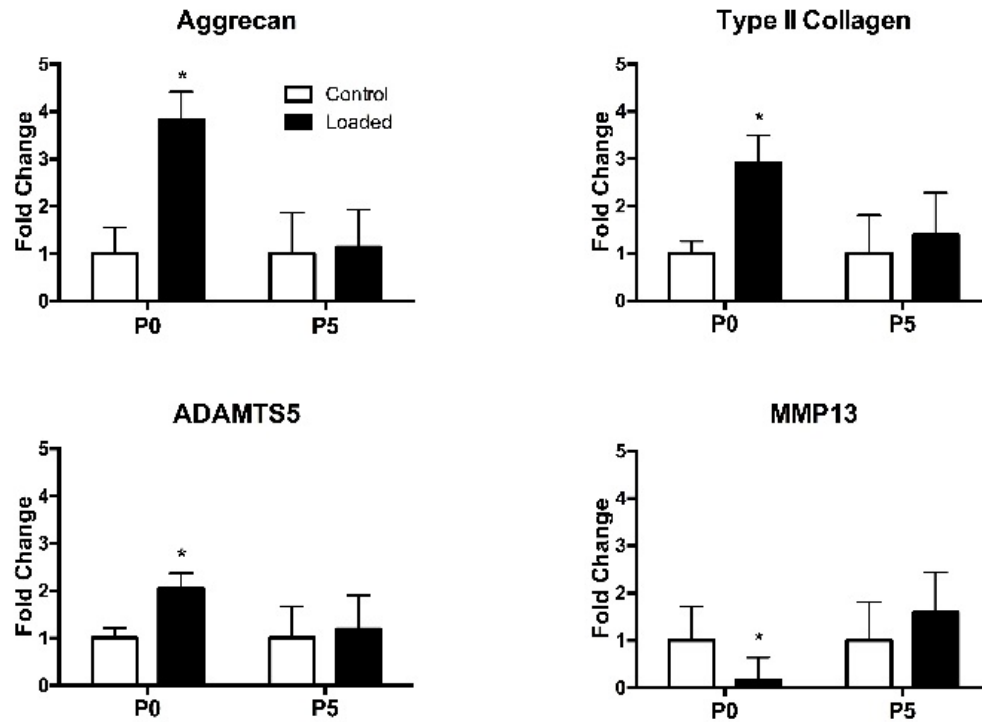 Aggrecan
5
4
3
2
1
0
Fold Change
*
Control
Loaded
P0
P5
Type II Collagen
5
4
3
2
1
0
Fold Change
*
P0
P5
ADAMTS5
5
4
3
2
1
0
Fold Change
*
P0
P5
MMP13
5
4
3
2
1
0
Fold Change
*
P0
P5